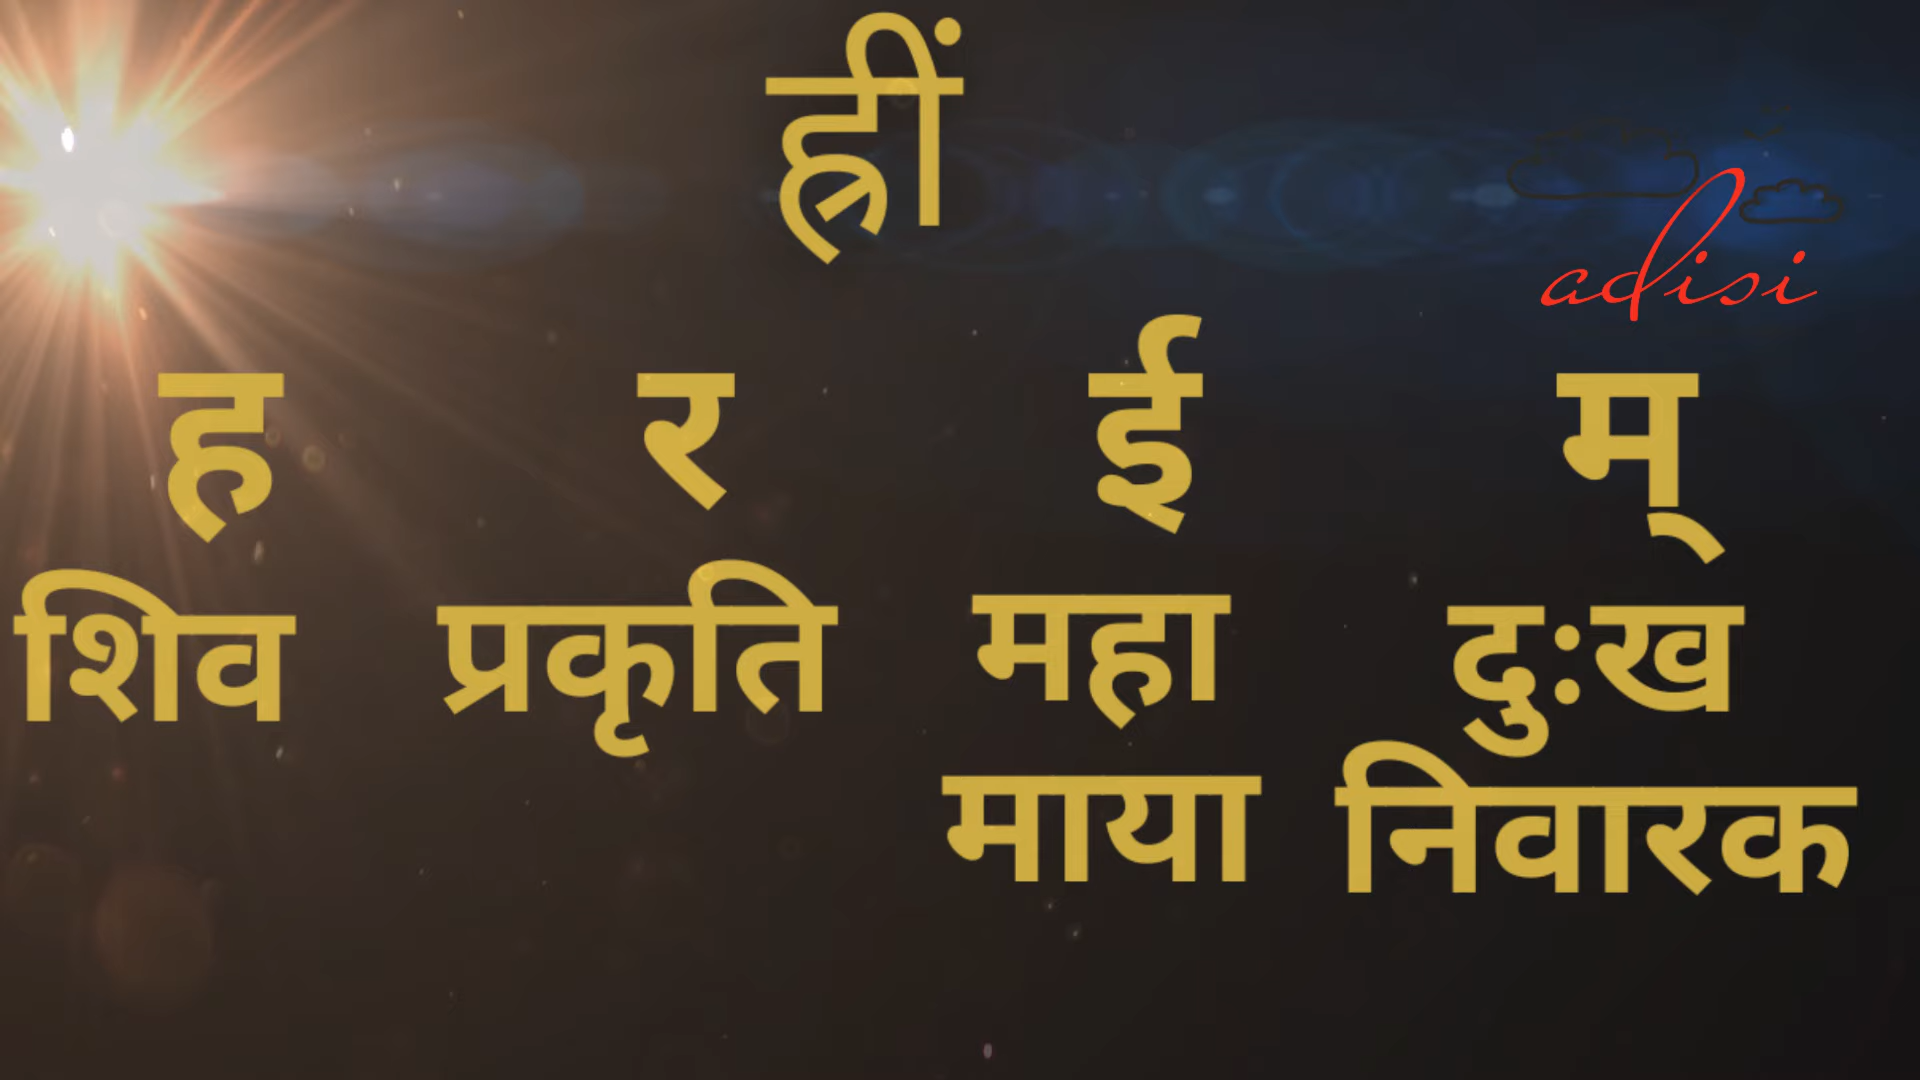 ह्रीं
adisi
ह र ई म्
शिव प्रकृति महा दुःख
माया निवारक